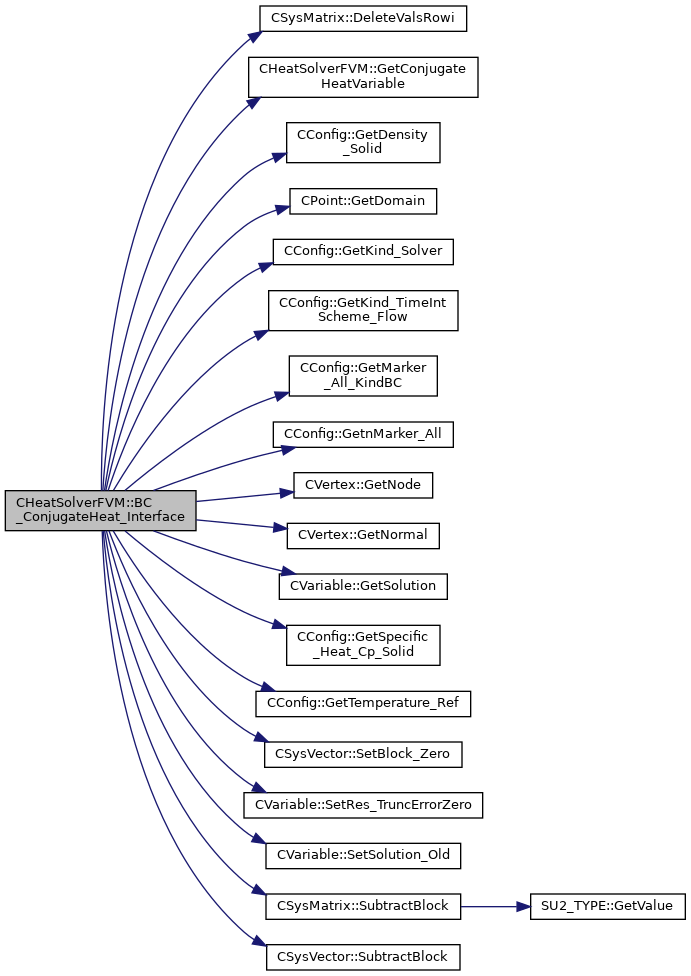 CSysMatrix::DeleteValsRowi
CHeatSolverFVM::GetConjugate
HeatVariable
CConfig::GetDensity
_Solid
CPoint::GetDomain
CConfig::GetKind_Solver
CConfig::GetKind_TimeInt
Scheme_Flow
CConfig::GetMarker
_All_KindBC
CConfig::GetnMarker_All
CHeatSolverFVM::BC
_ConjugateHeat_Interface
CVertex::GetNode
CVertex::GetNormal
CVariable::GetSolution
CConfig::GetSpecific
_Heat_Cp_Solid
CConfig::GetTemperature_Ref
CSysVector::SetBlock_Zero
CVariable::SetRes_TruncErrorZero
CVariable::SetSolution_Old
CSysMatrix::SubtractBlock
SU2_TYPE::GetValue
CSysVector::SubtractBlock